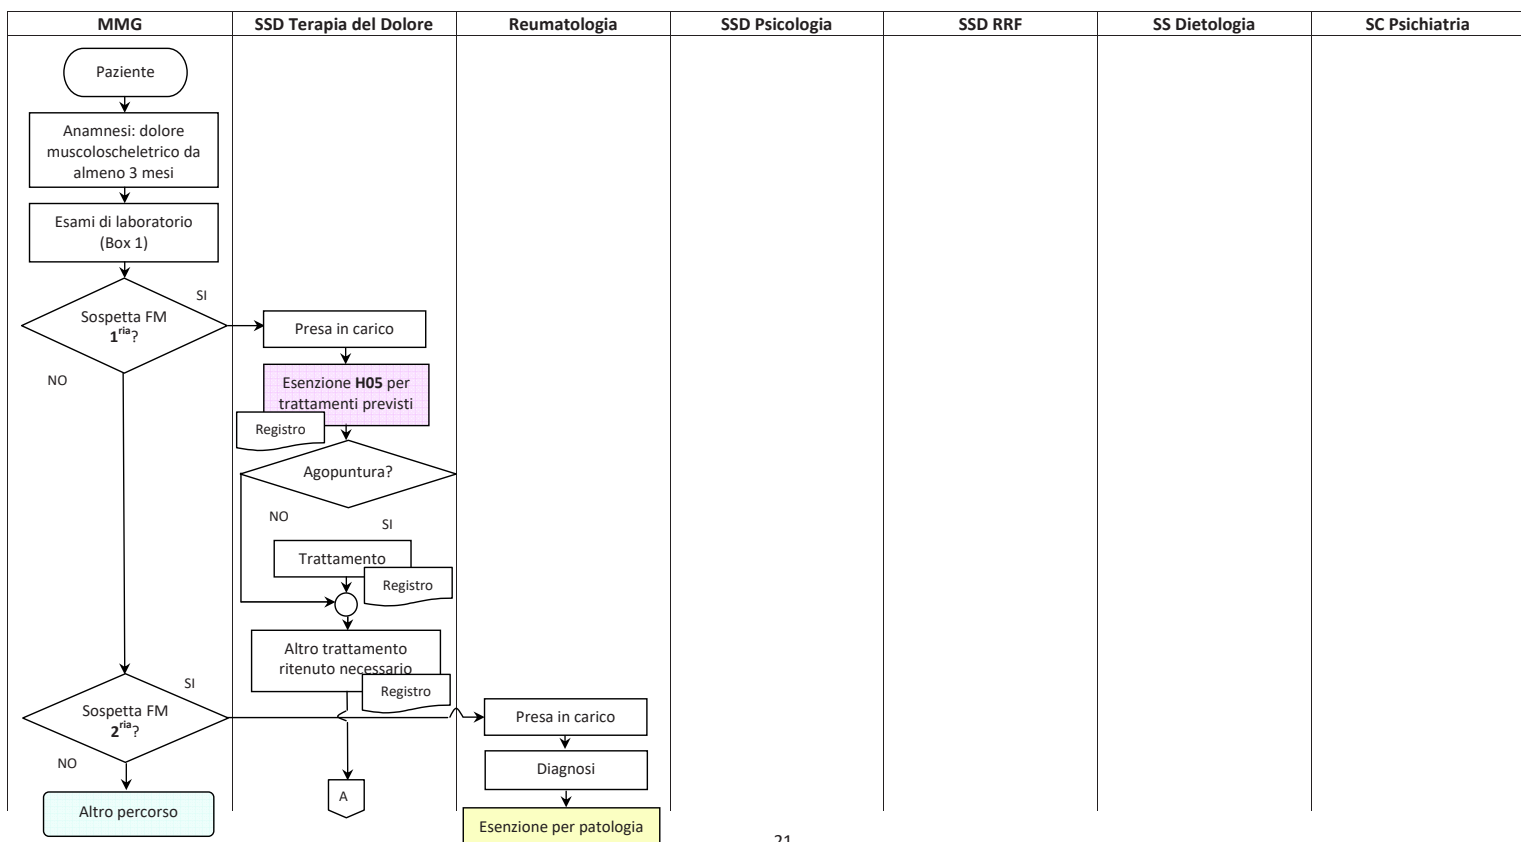 MMG
SSD Terapia del Dolore
Reumatologia
SSD Psicologia
SSD RRF
SS Dietologia
SC Psichiatria
Paziente
Anamnesi: dolore
muscoloscheletrico da
almeno 3 mesi
Esami di laboratorio
(Box 1)
SI
Sospetta FM
1ria?
NO
Presa in carico
Esenzione H05 per
trattamenti previsti
Registro
Agopuntura?
NO
SI
Trattamento
Registro
Altro trattamento
ritenuto necessario
Registro
SI
Sospetta FM
2ria?
NO
Altro percorso
A
Presa in carico
Diagnosi
Esenzione per patologia
21